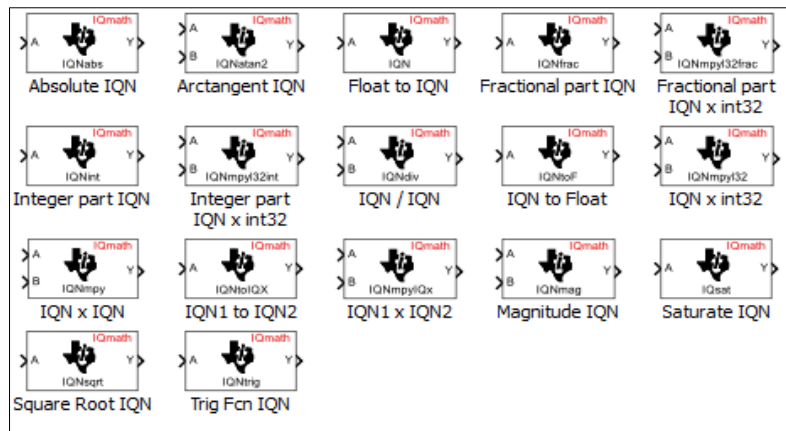 IQmath IQmath IQmath IQmath IQmath
A Y A Y A Y A Y A Y
B B
IQNabs IQNatan2 IQN IQNfrac IQNmpyI32frac
Absolute IQN Arctangent IQN Float to IQN Fractional part IQN Fractional part
IQN x int32
IQmath IQmath IQmath IQmath IQmath
A Y A Y A Y A Y A Y
B B B
IQNint IQNmpyI32int IQNdiv IQNtoF IQNmpyI32
Integer part IQN Integer part IQN / IQN IQN to Float IQN x int32
IQN x int32
IQmath IQmath IQmath IQmath IQmath
A Y A Y A Y A Y A Y
B B B
IQNmpy IQNtoIQX IQNmpyIQx IQNmag IQsat
IQN x IQN IQN1 to IQN2 IQN1 x IQN2 Magnitude IQN Saturate IQN
IQmath IQmath
A Y A Y
IQNsqrt IQNtrig
Square Root IQN Trig Fcn IQN